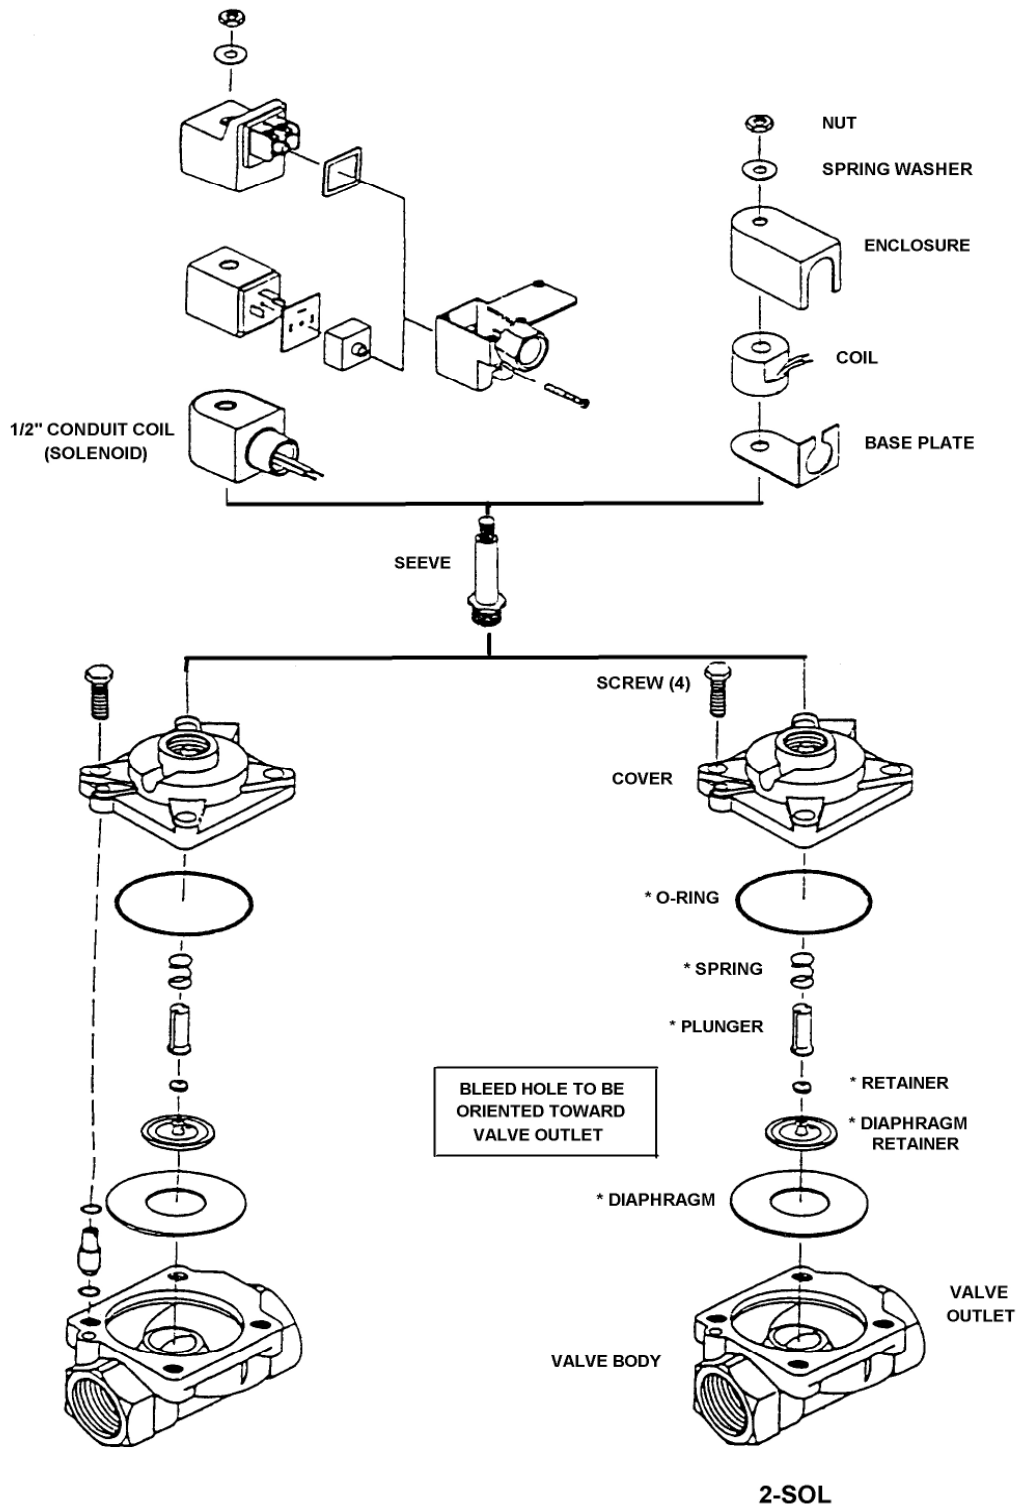 NUT
SPRING WASHER
ENCLOSURE
COIL
1/2" CONDUIT COIL
(SOLENOID)
BASE PLATE
SEEVE
SCREW (4)
COVER
* O-RING
* SPRING
* PLUNGER
BLEED HOLE TO BE
ORIENTED TOWARD
VALVE OUTLET
* RETAINER
* DIAPHRAGM
RETAINER
* DIAPHRAGM
VALVE
OUTLET
VALVE BODY
2-SOL